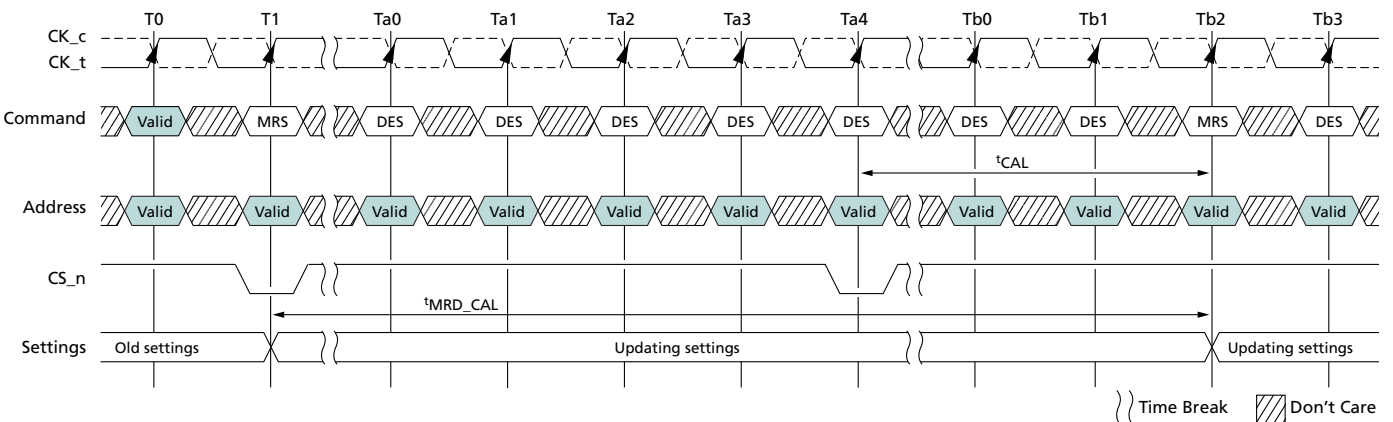 T0 T1 Ta0 Ta1 Ta2 Ta3 Ta4 Tb0 Tb1 Tb2 Tb3
CK_c
CK_t
Command Valid MRS DES DES DES DES DES DES DES MRS DES
tCAL
Address Valid Valid Valid Valid Valid Valid Valid Valid Valid Valid Valid
CS_n
tMRD_CAL
Settings Old settings Updating settings Updating settings
Time Break Don't Care